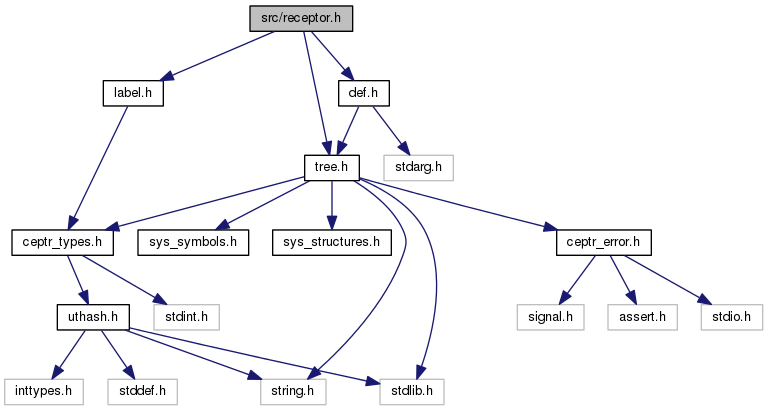 src/receptor.h
label.h
def.h
tree.h
stdarg.h
ceptr_types.h
sys_symbols.h
sys_structures.h
ceptr_error.h
uthash.h
stdint.h
signal.h
assert.h
stdio.h
inttypes.h
stddef.h
string.h
stdlib.h